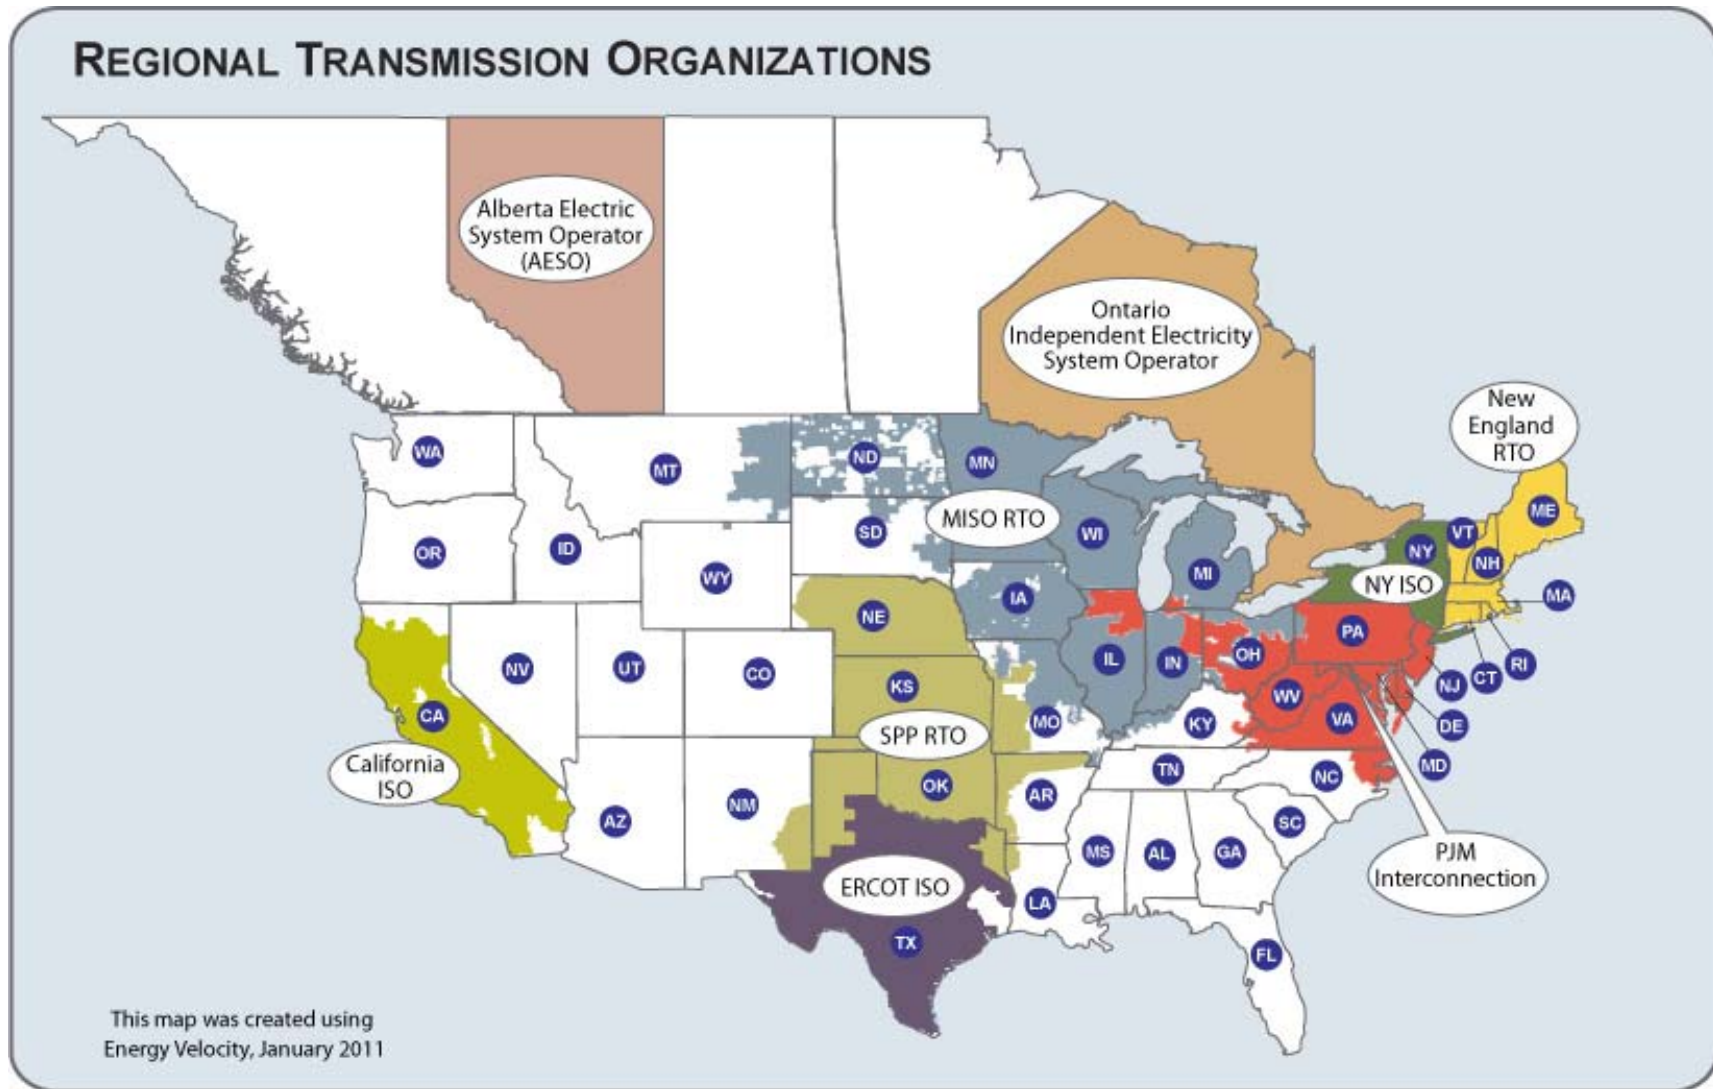 REGIONAL TRANSMISSION ORGANIZATIONS
Alberta Electric
System Operator
(AESO)
Ontario
Independent Electricity
System Operator
New
England
RTO
WA
MT
ND
MN
ME
VT
MISO RTO
OR
ID
SD
WI
NY
NH
WY
MI
NY ISO
MA
NE
IA
PA
NV
UT
CO
KS
IL
IN
OH
RI
CT
NJ
WV
CA
MO
KY
VA
DE
SPP RTO
California
ISO
MD
TN
NC
OK
AR
NM
AZ
SC
MS
AL
GA
PJM
Interconnection
ERCOT ISO
LA
TX
FL
This map was created using
Energy Velocity, January 2011